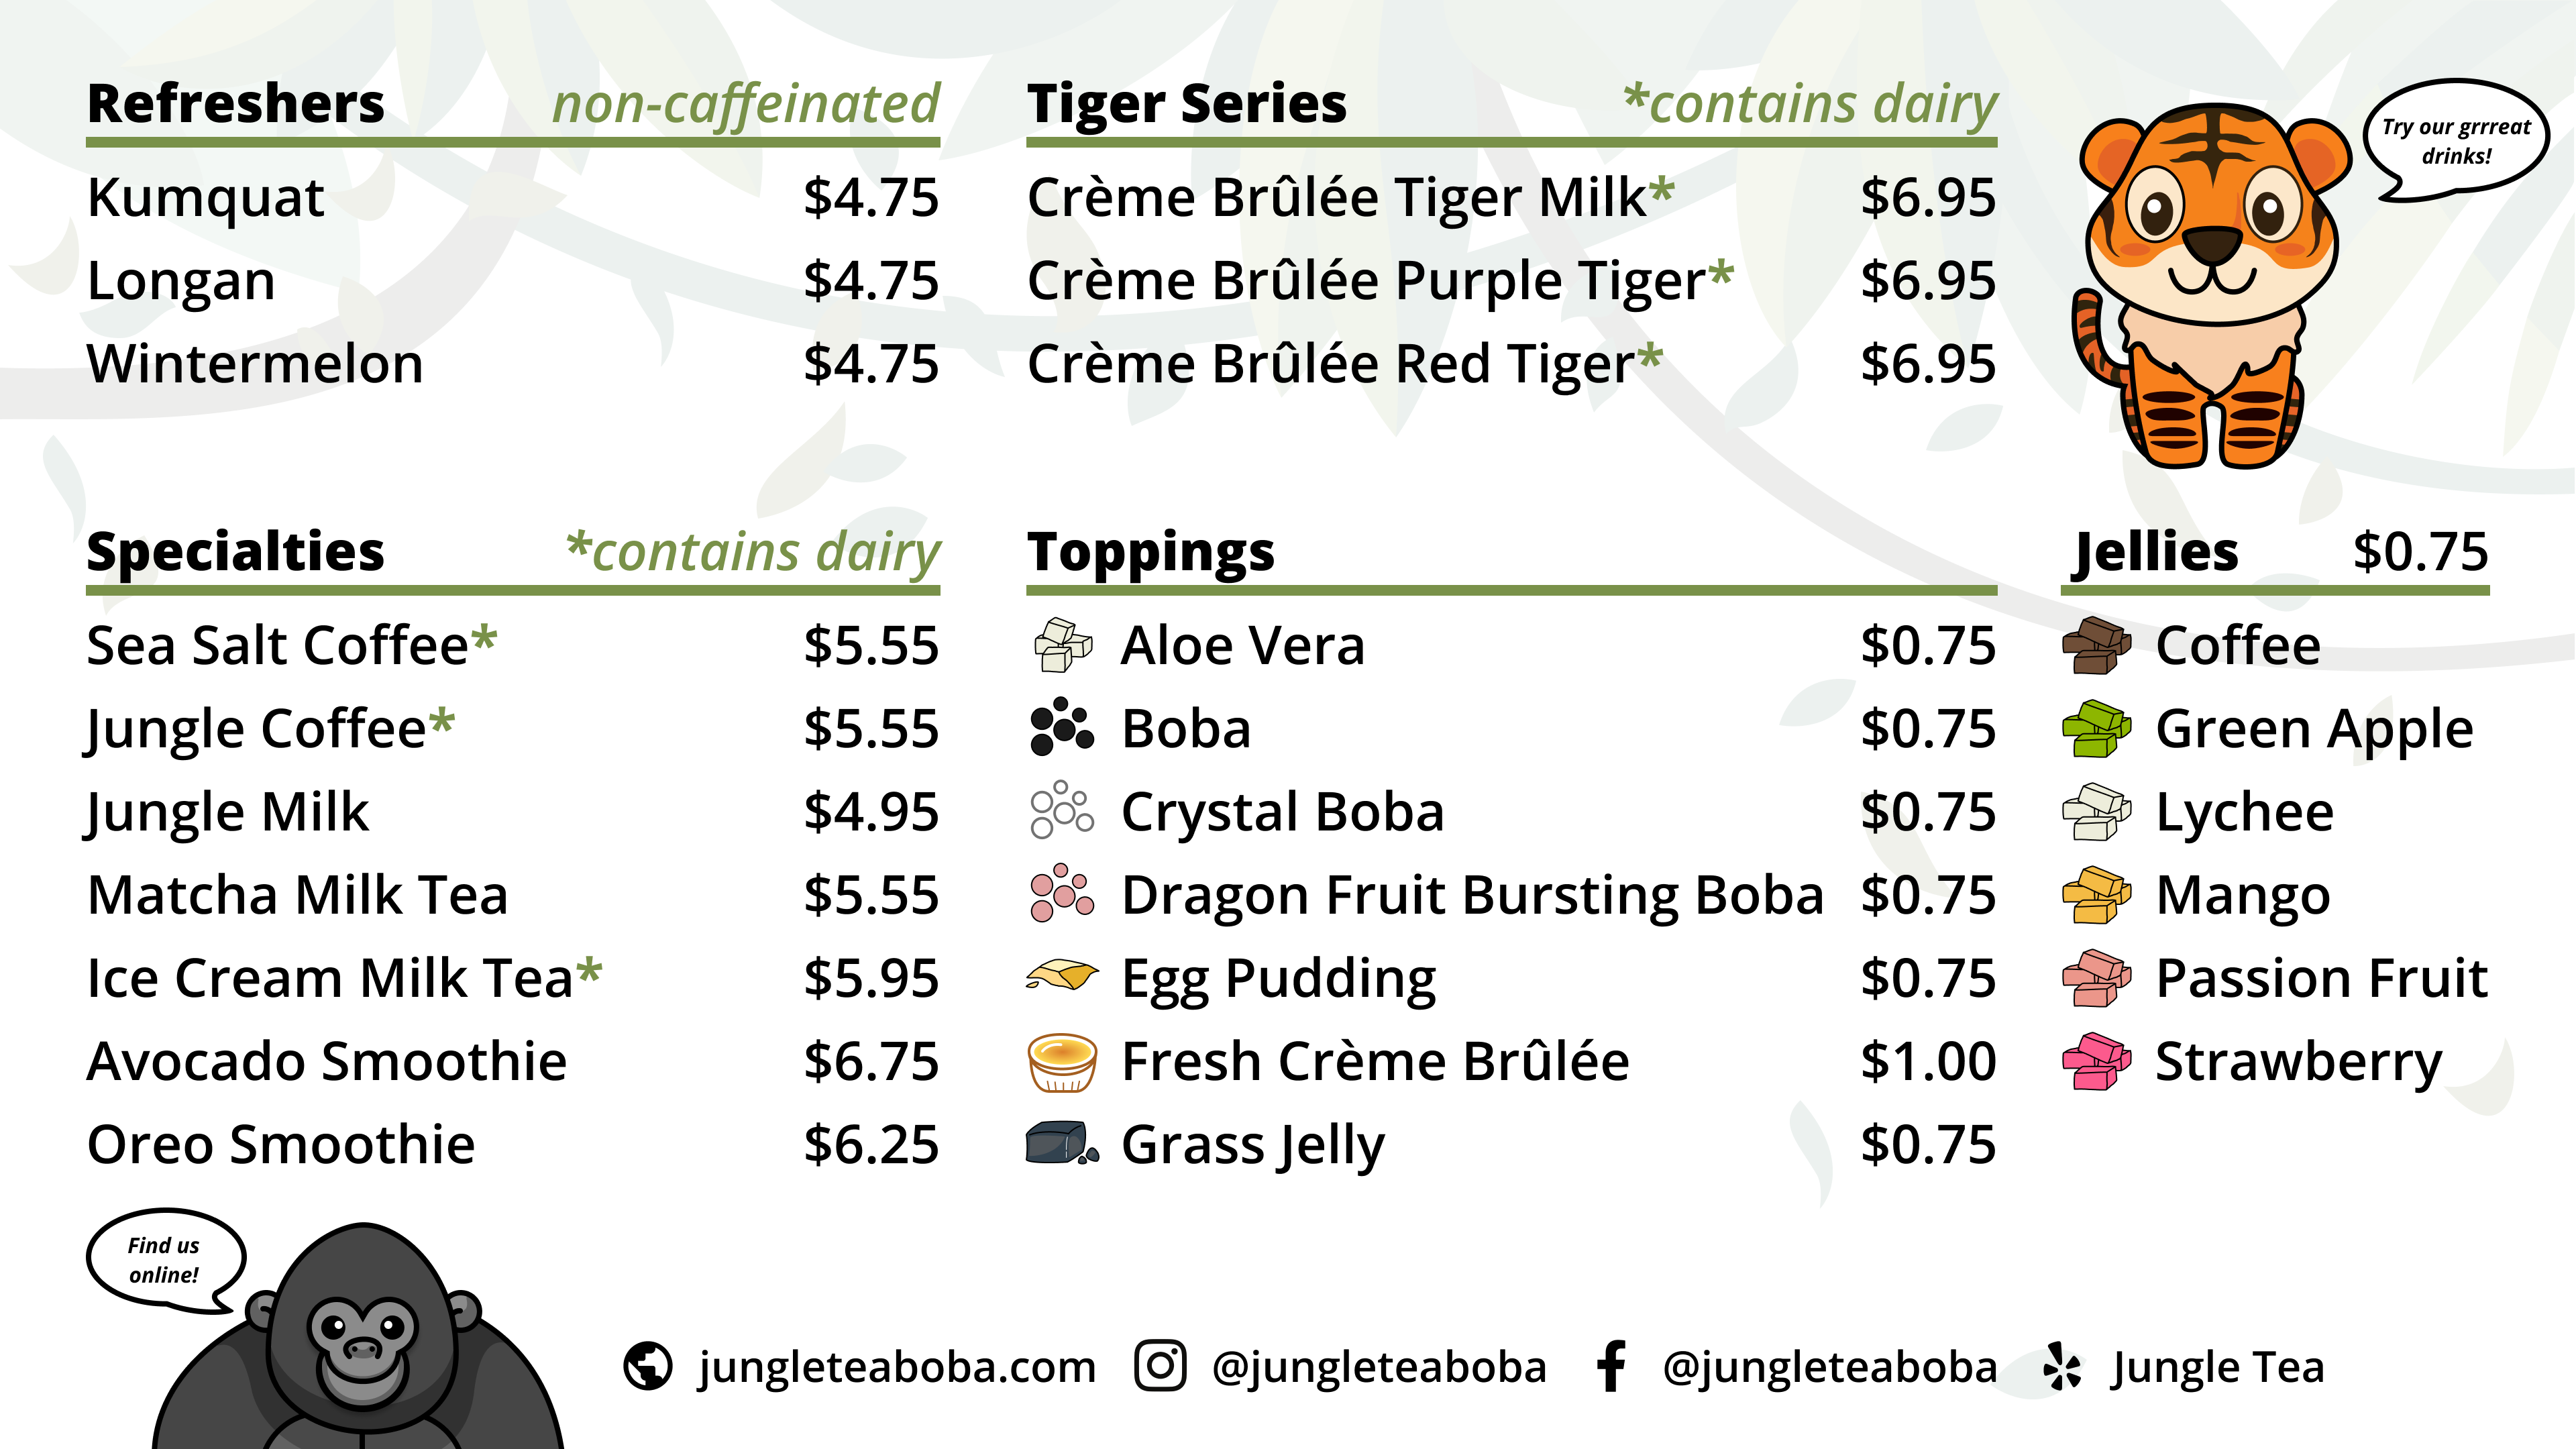 Refreshers non-caffeinated
Kumquat $4.75
Longan $4.75
Wintermelon $4.75
Tiger Series *contains dairy
Crème Brûlée Tiger Milk* $6.95
Crème Brûlée Purple Tiger* $6.95
Crème Brûlée Red Tiger* $6.95
Try our grrreat
drinks!
Specialties *contains dairy
Sea Salt Coffee* $5.55
Jungle Coffee* $5.55
Jungle Milk $4.95
Matcha Milk Tea $5.55
Ice Cream Milk Tea* $5.95
Avocado Smoothie $6.75
Oreo Smoothie $6.25
Toppings
Aloe Vera $0.75
Boba $0.75
Crystal Boba $0.75
Dragon Fruit Bursting Boba $0.75
Egg Pudding $0.75
Fresh Crème Brûlée $1.00
Grass Jelly $0.75
Jellies $0.75
Coffee
Green Apple
Lychee
Mango
Passion Fruit
Strawberry
Find us
online!
jungleteaboba.com @jungleteaboba @jungleteaboba Jungle Tea